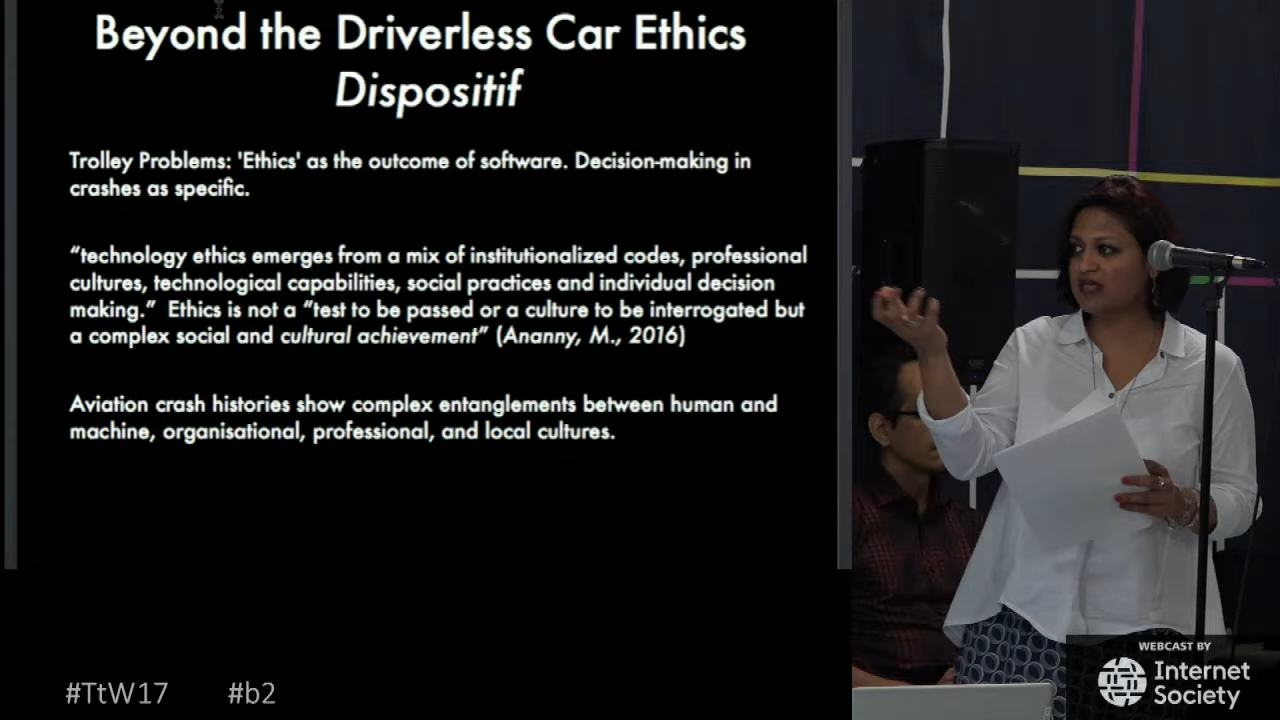 Beyond the Driverless Car Ethics
Dispositif
Trolley Problems: 'Ethics' as the outcome of software. Decision-making in
crashes as specific.
“technology ethics emerges from a mix of institutionalized codes, professional
cultures, technological capabilities, social practices and individual decision
making.” Ethics is not a “test to be passed or a culture to be interrogated but
a complex social and cultural achievement” (Ananny, M., 2016)
Aviation crash histories show complex entanglements between human and
machine, organisational, professional, and local cultures.
#TtW17 #b2
WEBCAST BY
Internet
Society